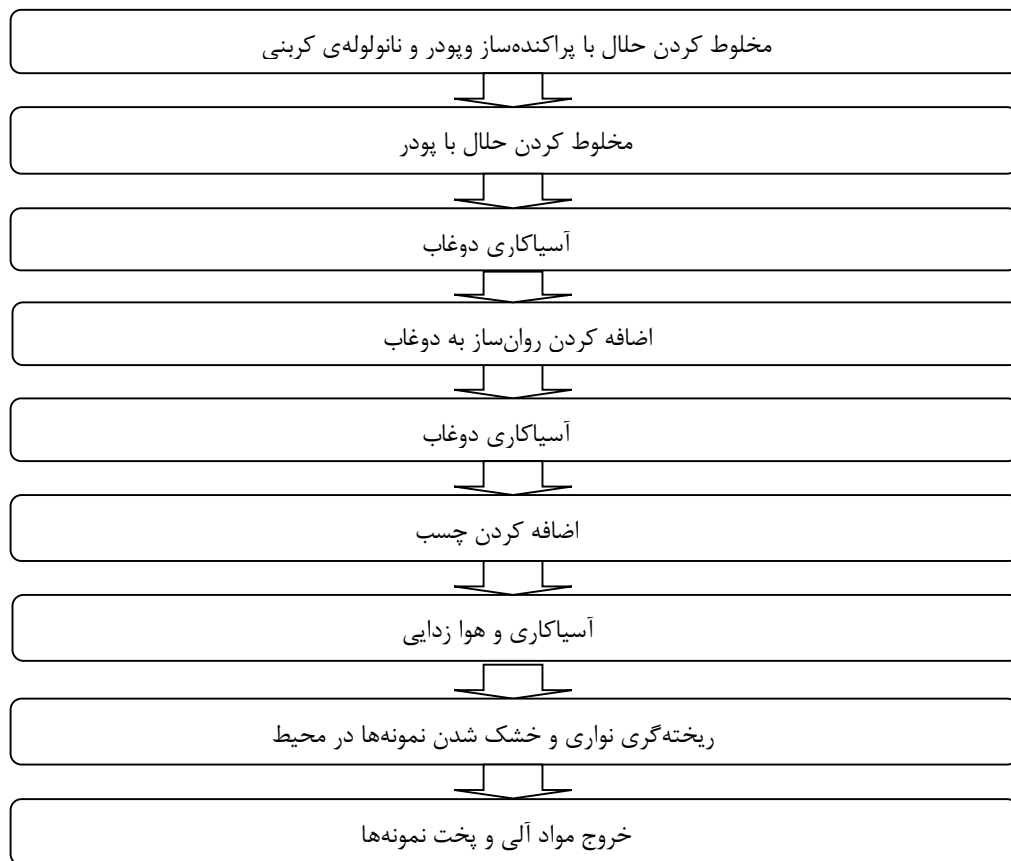 مخلوط کردن حلال با پراکنده‌ساز وپودر و نانولوله‌ی کربنی
مخلوط کردن حلال با پودر
آسیاکاری دوغاب
اضافه کردن روان‌ساز به دوغاب
آسیاکاری دوغاب
اضافه کردن چسب
آسیاکاری و هوا زدایی
ریخته‌گری نواری و خشک شدن نمونه‌ها در محیط
خروج مواد آلی و پخت نمونه‌ها